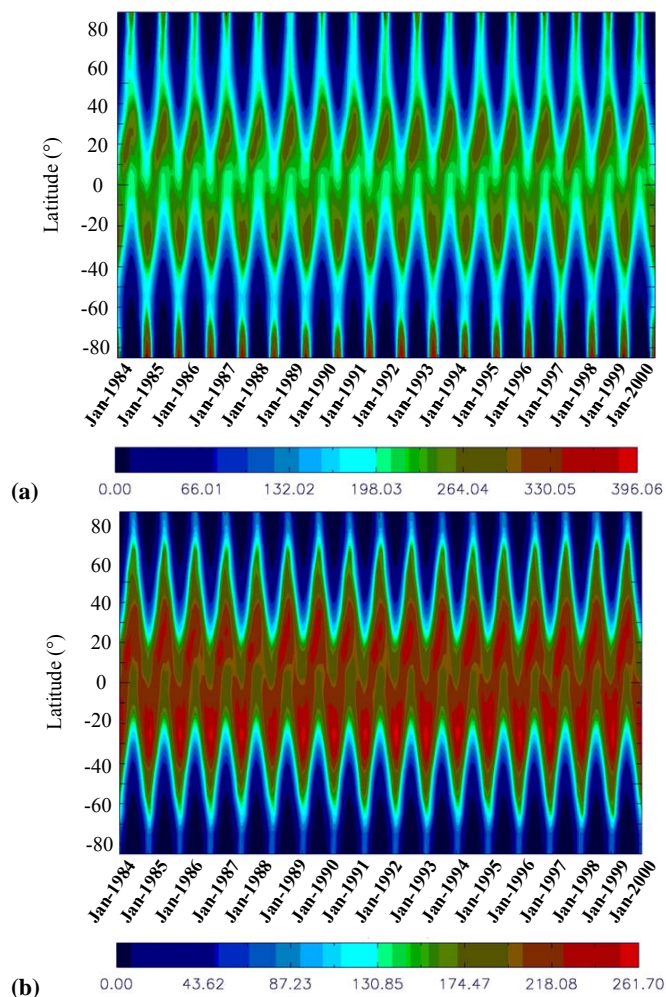 80
60
40
20
0
-20
-40
-60
-80
Latitude (°)
Jan-1984 Jan-1985 Jan-1986 Jan-1987 Jan-1988 Jan-1989 Jan-1990 Jan-1991 Jan-1992 Jan-1993 Jan-1994 Jan-1995 Jan-1996 Jan-1997 Jan-1998 Jan-1999 Jan-2000
(a)
0.00 66.01 132.02 198.03 264.04 330.05 396.06
80
60
40
20
0
-20
-40
-60
-80
Latitude (°)
Jan-1984 Jan-1985 Jan-1986 Jan-1987 Jan-1988 Jan-1989 Jan-1990 Jan-1991 Jan-1992 Jan-1993 Jan-1994 Jan-1995 Jan-1996 Jan-1997 Jan-1998 Jan-1999 Jan-2000
(b)
0.00 43.62 87.23 130.85 174.47 218.08 261.70